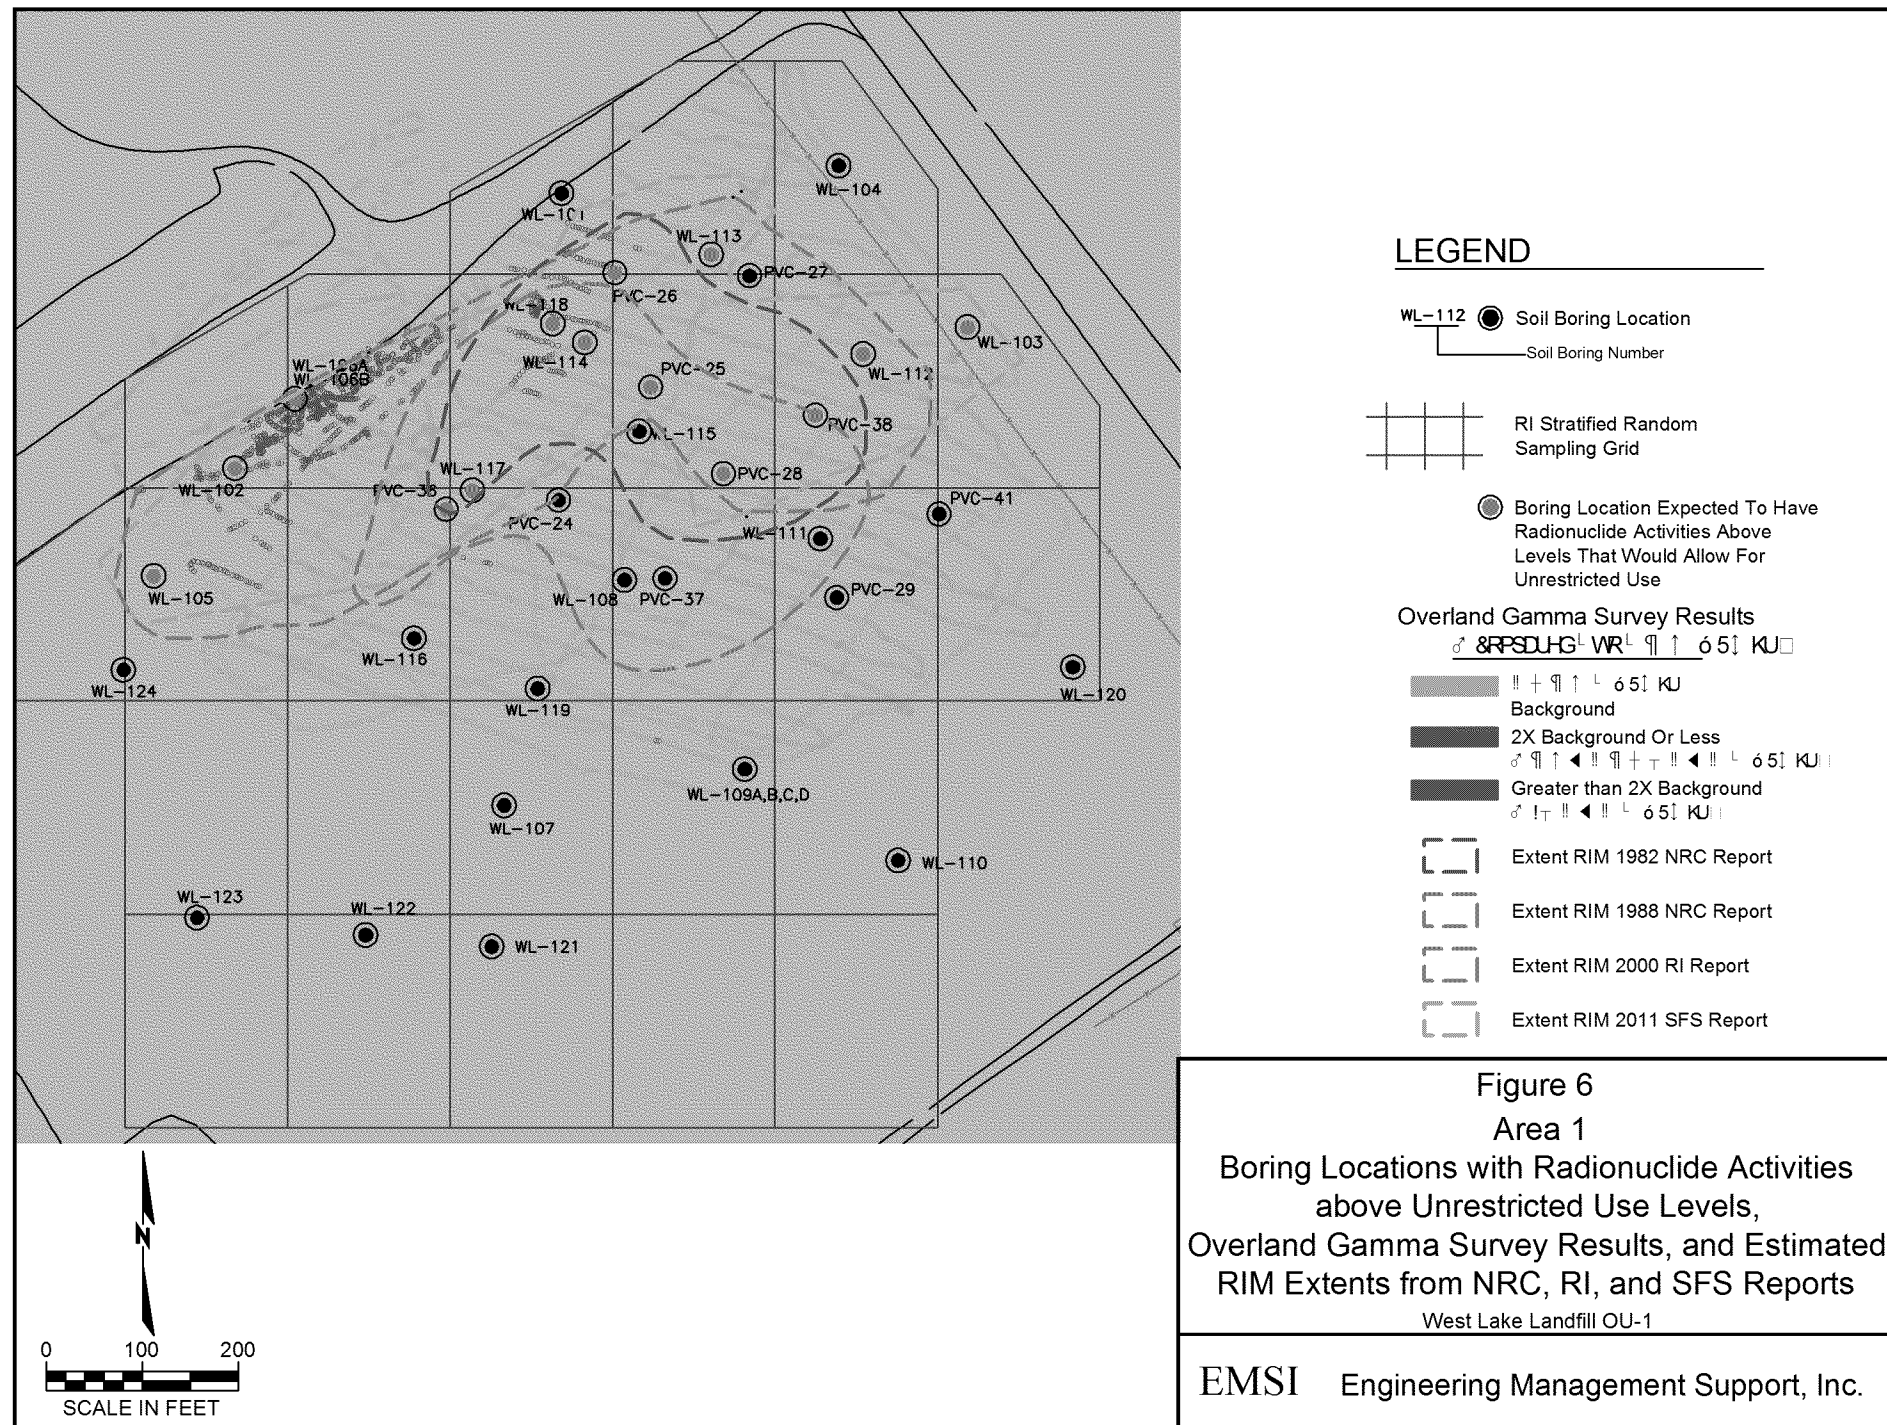 WL-104
WL-101
WL-113
PVC-27
PVC-26
WL-118
WL-103
WL-114
WL-112
WL-106A
WL-106B
PVC-25
PVC-38
WL-115
WL-117
PVC-28
WL-102
PVC-36
PVC-41
PVC-24
WL-111
WL-105
WL-108
PVC-37
PVC-29
WL-116
WL-124
WL-120
WL-119
WL-109A,B,C,D
WL-107
WL-110
WL-123
WL-122
WL-121
N
0 100 200
SCALE IN FEET
LEGEND
WL-112
Soil Boring Location
Soil Boring Number
RI Stratified Random
Sampling Grid
Boring Location Expected To Have
Radionuclide Activities Above
Levels That Would Allow For
Unrestricted Use
Overland Gamma Survey Results
Background
2X Background Or Less
Greater than 2X Background
Extent RIM 1982 NRC Report
Extent RIM 1988 NRC Report
Extent RIM 2000 RI Report
Extent RIM 2011 SFS Report
Figure 6
Area 1
Boring Locations with Radionuclide Activities
above Unrestricted Use Levels,
Overland Gamma Survey Results, and Estimated
RIM Extents from NRC, RI, and SFS Reports
West Lake Landfill OU-1
EMSI Engineering Management Support, Inc.